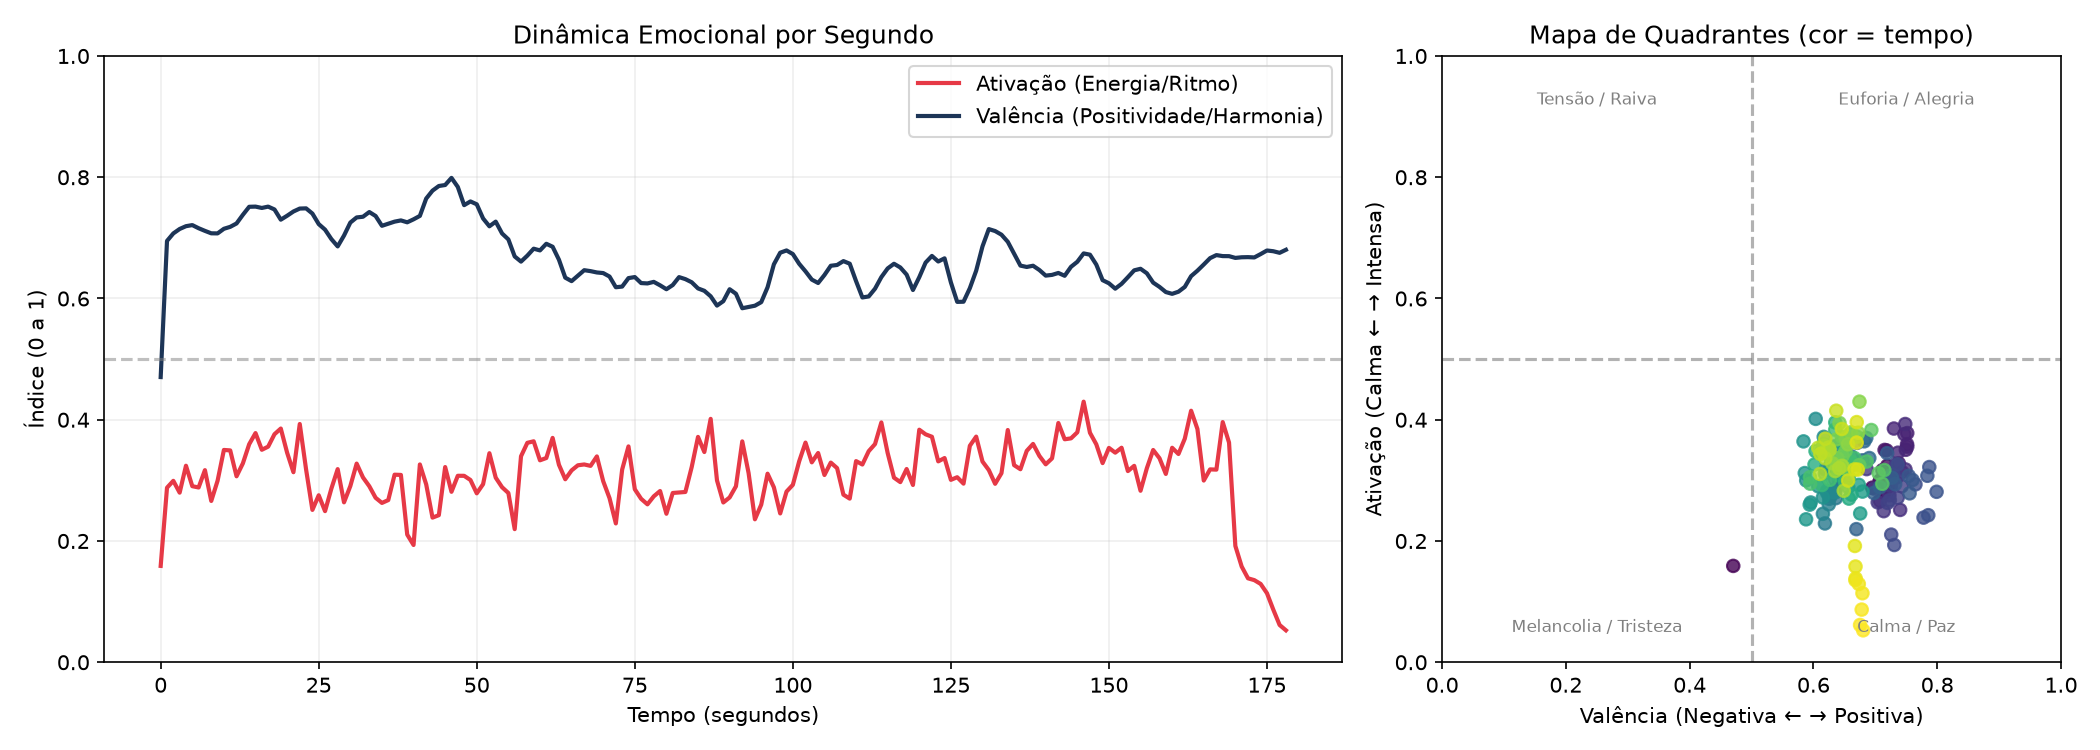 Dinâmica Emocional por Segundo
Índice (0 a 1)
1.0
0.8
0.6
0.4
0.2
0.0
Ativação (Energia/Ritmo)
Valência (Positividade/Harmonia)
0 25 50 75 100 125 150 175
Tempo (segundos)
Mapa de Quadrantes (cor = tempo)
Ativação (Calma ← → Intensa)
1.0
0.8
0.6
0.4
0.2
0.0
Tensão / Raiva
Euforia / Alegria
Melancolia / Tristeza
Calma / Paz
0.0 0.2 0.4 0.6 0.8 1.0
Valência (Negativa ← → Positiva)